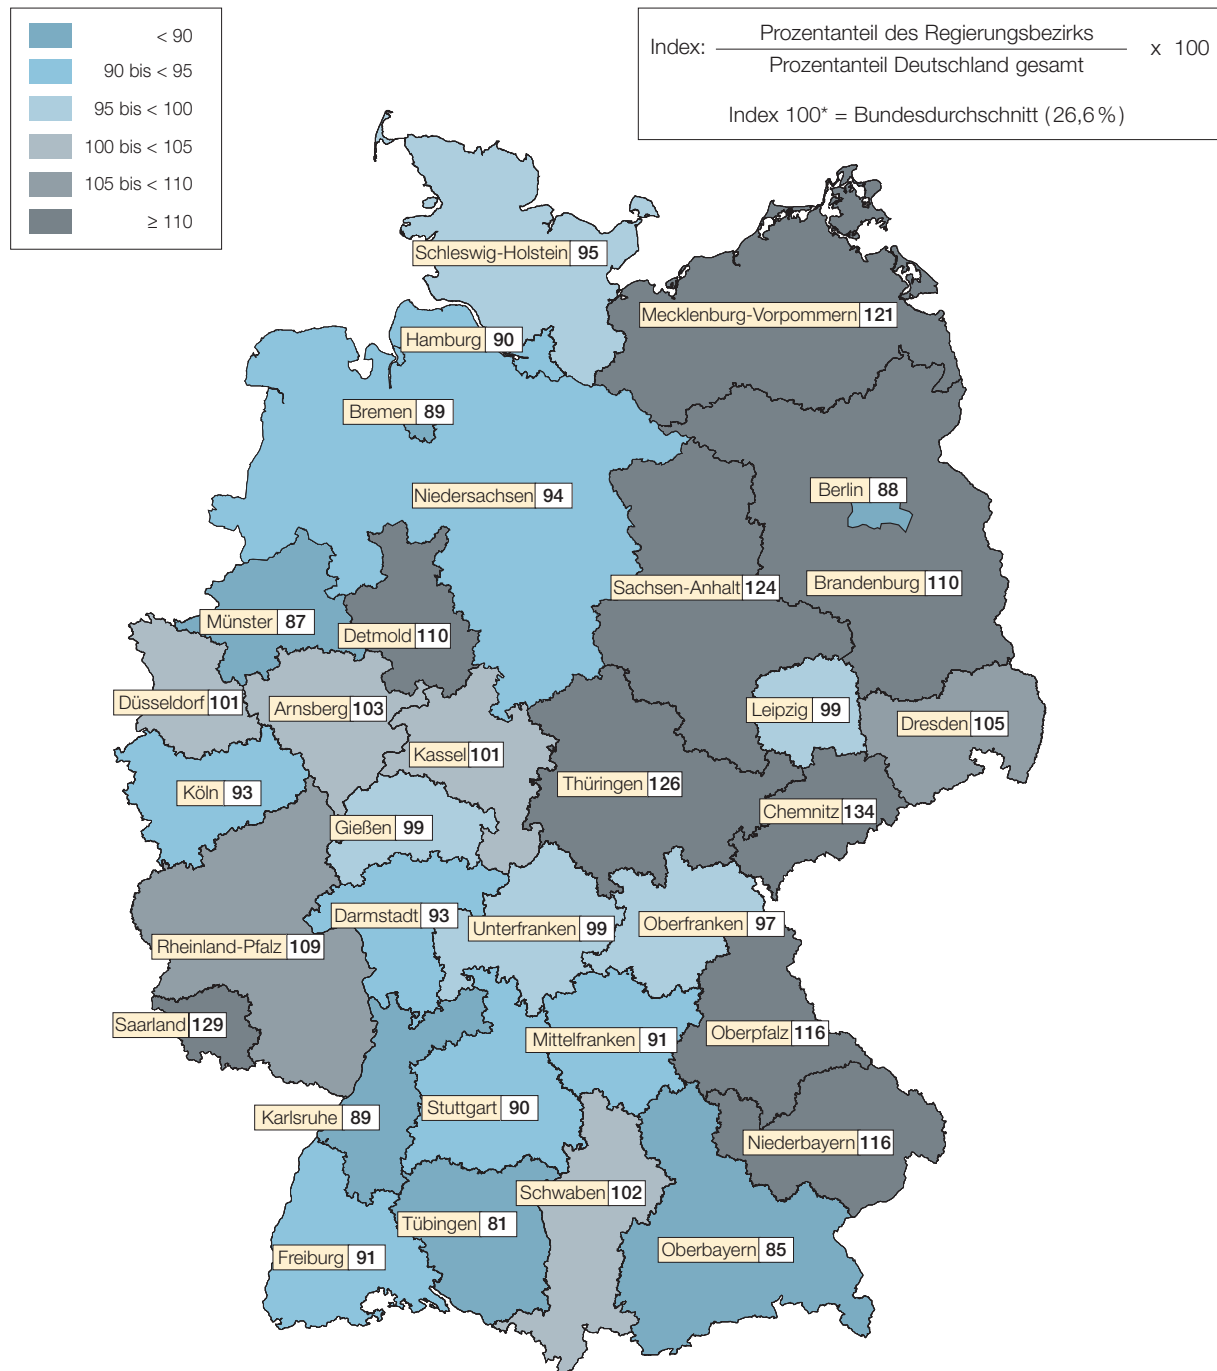 < 90
90 bis < 95
95 bis < 100
100 bis < 105
105 bis < 110
≥ 110
Index: Prozentanteil des Regierungsbezirks x 100
Prozentanteil Deutschland gesamt
Index 100* = Bundesdurchschnitt (26,6 %)
Schleswig-Holstein 95
Mecklenburg-Vorpommern 121
Hamburg 90
Bremen 89
Niedersachsen 94
Berlin 88
Sachsen-Anhalt 124
Brandenburg 110
Münster 87
Detmold 110
Düsseldorf 101
Arnsberg 103
Leipzig 99
Dresden 105
Kassel 101
Thüringen 126
Köln 93
Chemnitz 134
Gießen 99
Darmstadt 93
Unterfranken 99
Oberfranken 97
Rheinland-Pfalz 109
Saarland 129
Mittelfranken 91
Oberpfalz 116
Karlsruhe 89
Stuttgart 90
Niederbayern 116
Schwaben 102
Tübingen 81
Oberbayern 85
Freiburg 91